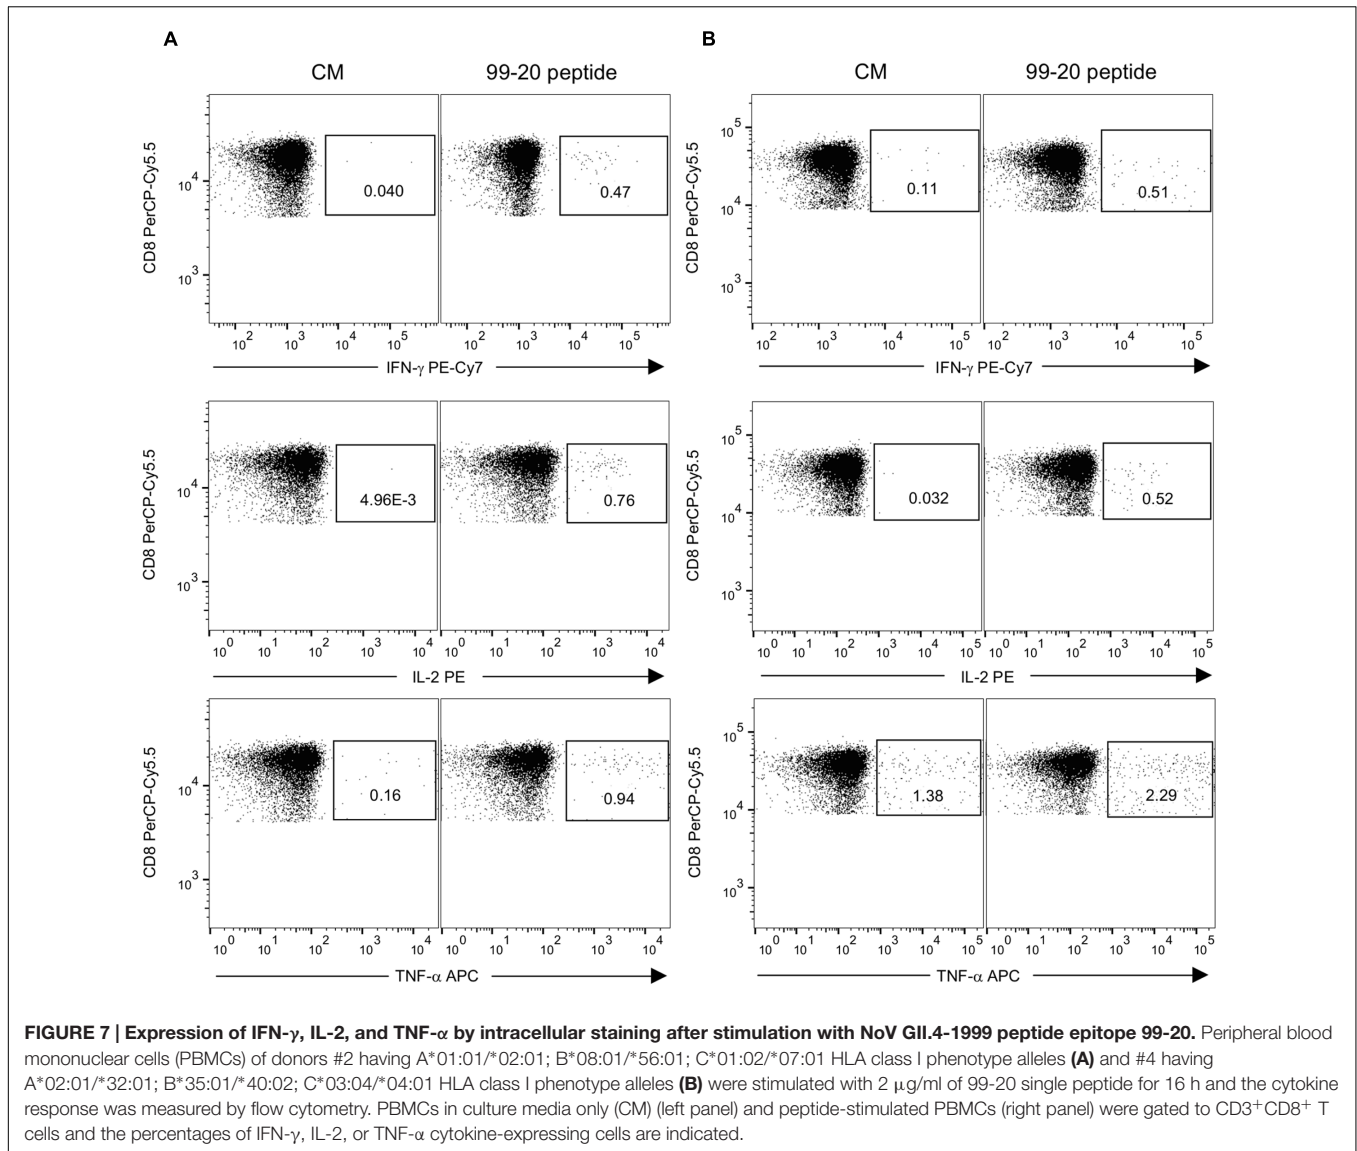 A
B
CM
99-20 peptide
CM
99-20 peptide
CD8 PerCP-Cy5.5
10^4
10^3
0.040
0.47
10^2 10^3 10^4 10^5
10^2 10^3 10^4 10^5
IFN-γ PE-Cy7
CD8 PerCP-Cy5.5
10^5
10^4
10^3
0.11
0.51
10^2 10^3 10^4 10^5
10^2 10^3 10^4 10^5
IFN-γ PE-Cy7
CD8 PerCP-Cy5.5
10^4
10^3
4.96E-3
0.76
10^0 10^1 10^2 10^3 10^4
10^0 10^1 10^2 10^3 10^4
IL-2 PE
CD8 PerCP-Cy5.5
10^5
10^4
10^3
0.032
0.52
10^0 10^1 10^2 10^3 10^4 10^5
10^0 10^1 10^2 10^3 10^4 10^5
IL-2 PE
CD8 PerCP-Cy5.5
10^4
10^3
0.16
0.94
10^0 10^1 10^2 10^3 10^4
10^0 10^1 10^2 10^3 10^4
TNF-α APC
CD8 PerCP-Cy5.5
10^5
10^4
10^3
1.38
2.29
10^0 10^1 10^2 10^3 10^4 10^5
10^0 10^1 10^2 10^3 10^4 10^5
TNF-α APC
FIGURE 7 | Expression of IFN-γ, IL-2, and TNF-α by intracellular staining after stimulation with NoV GII.4-1999 peptide epitope 99-20. Peripheral blood
mononuclear cells (PBMCs) of donors #2 having A*01:01/*02:01; B*08:01/*56:01; C*01:02/*07:01 HLA class I phenotype alleles (A) and #4 having
A*02:01/*32:01; B*35:01/*40:02; C*03:04/*04:01 HLA class I phenotype alleles (B) were stimulated with 2 μg/ml of 99-20 single peptide for 16 h and the cytokine
response was measured by flow cytometry. PBMCs in culture media only (CM) (left panel) and peptide-stimulated PBMCs (right panel) were gated to CD3+CD8+ T
cells and the percentages of IFN-γ, IL-2, or TNF-α cytokine-expressing cells are indicated.